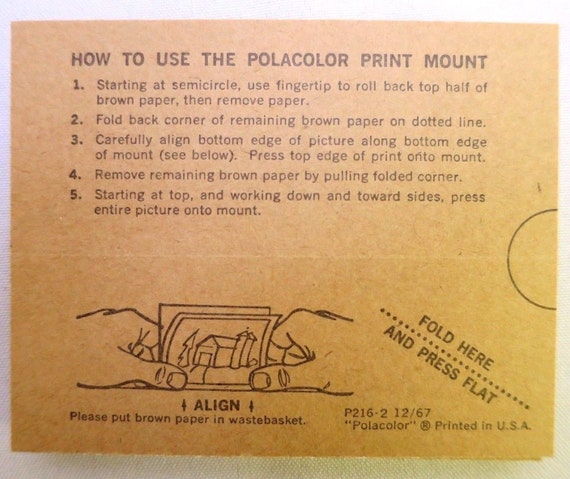 HOW TO USE THE POLACOLOR PRINT MOUNT
1. Starting at semicircle, use fingertip to roll back top half of
brown paper, then remove paper.
2. Fold back corner of remaining brown paper on dotted line.
3. Carefully align bottom edge of picture along bottom edge
of mount (see below). Press top edge of print onto mount.
4. Remove remaining brown paper by pulling folded corner.
5. Starting at top, and working down and toward sides, press
entire picture onto mount.
FOLD HERE
AND PRESS FLAT
ALIGN
Please put brown paper in wastebasket.
P216-2 12/67
"Polacolor" ® Printed in U.S.A.